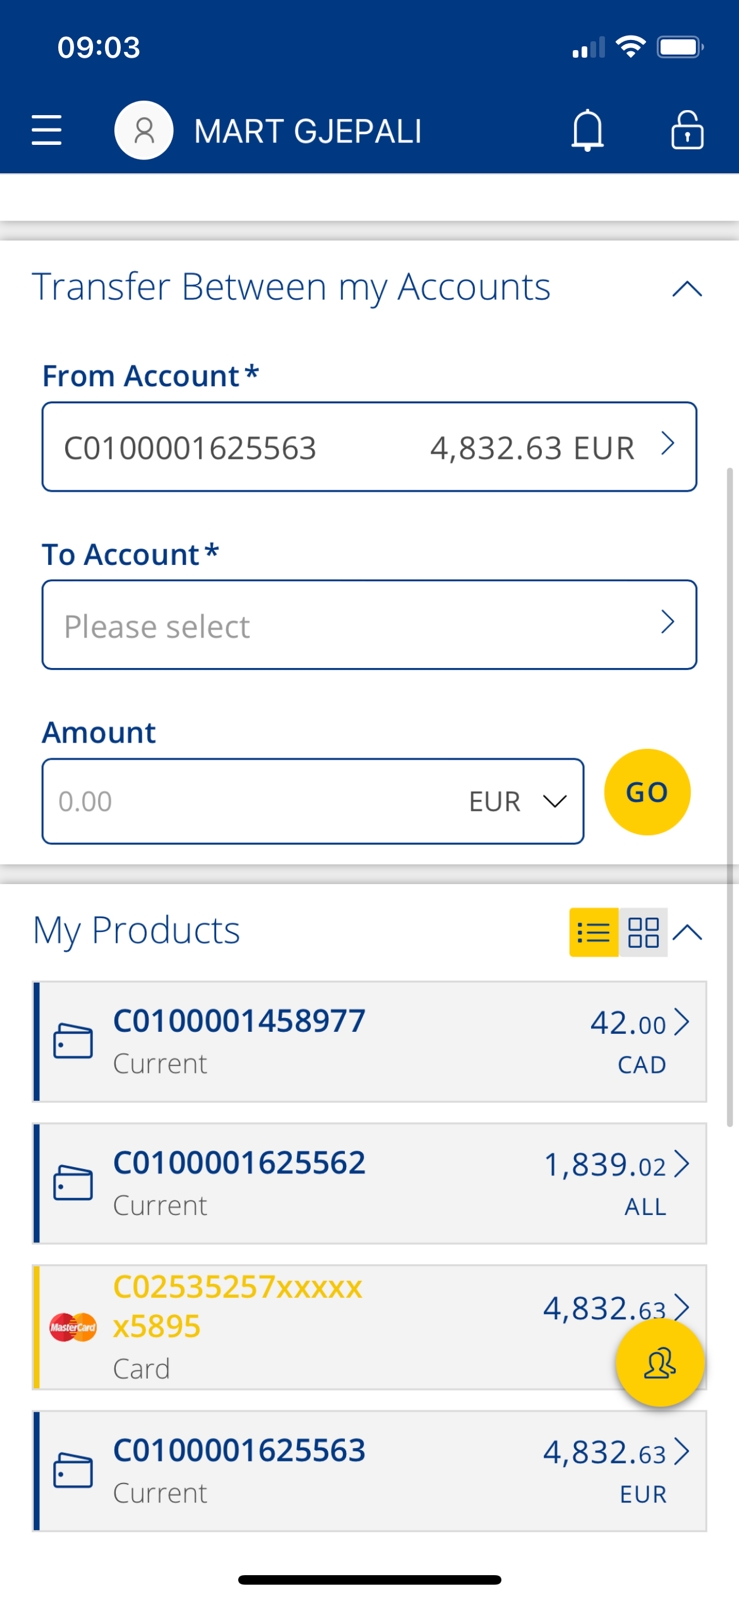 09:03
MART GJEPALI
Transfer Between my Accounts
From Account*
C0100001625563 4,832.63 EUR
To Account*
Please select
Amount
0.00 EUR
GO
My Products
C0100001458977 42.00
Current CAD
C0100001625562 1,839.02
Current ALL
C02535257xxxxx
x5895 4,832.63
MasterCard
Card
C0100001625563 4,832.63
Current EUR